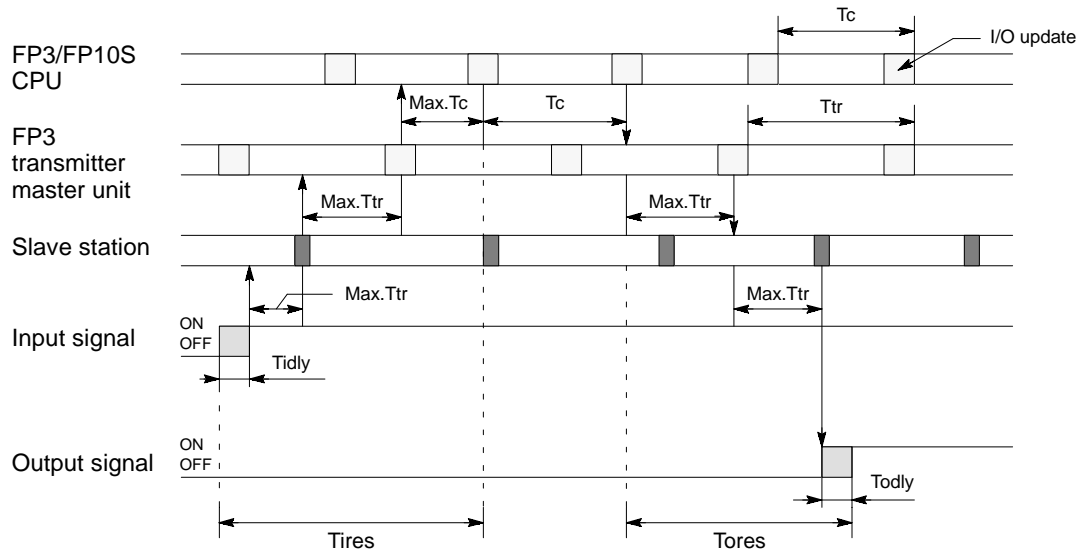 Tc
I/O update
FP3/FP10S
CPU
Max.Tc
Tc
Ttr
FP3
transmitter
master unit
Max.Ttr
Max.Ttr
Slave station
Max.Ttr
Max.Ttr
Input signal
ON
OFF
Tidly
Output signal
ON
OFF
Todly
Tires
Tores